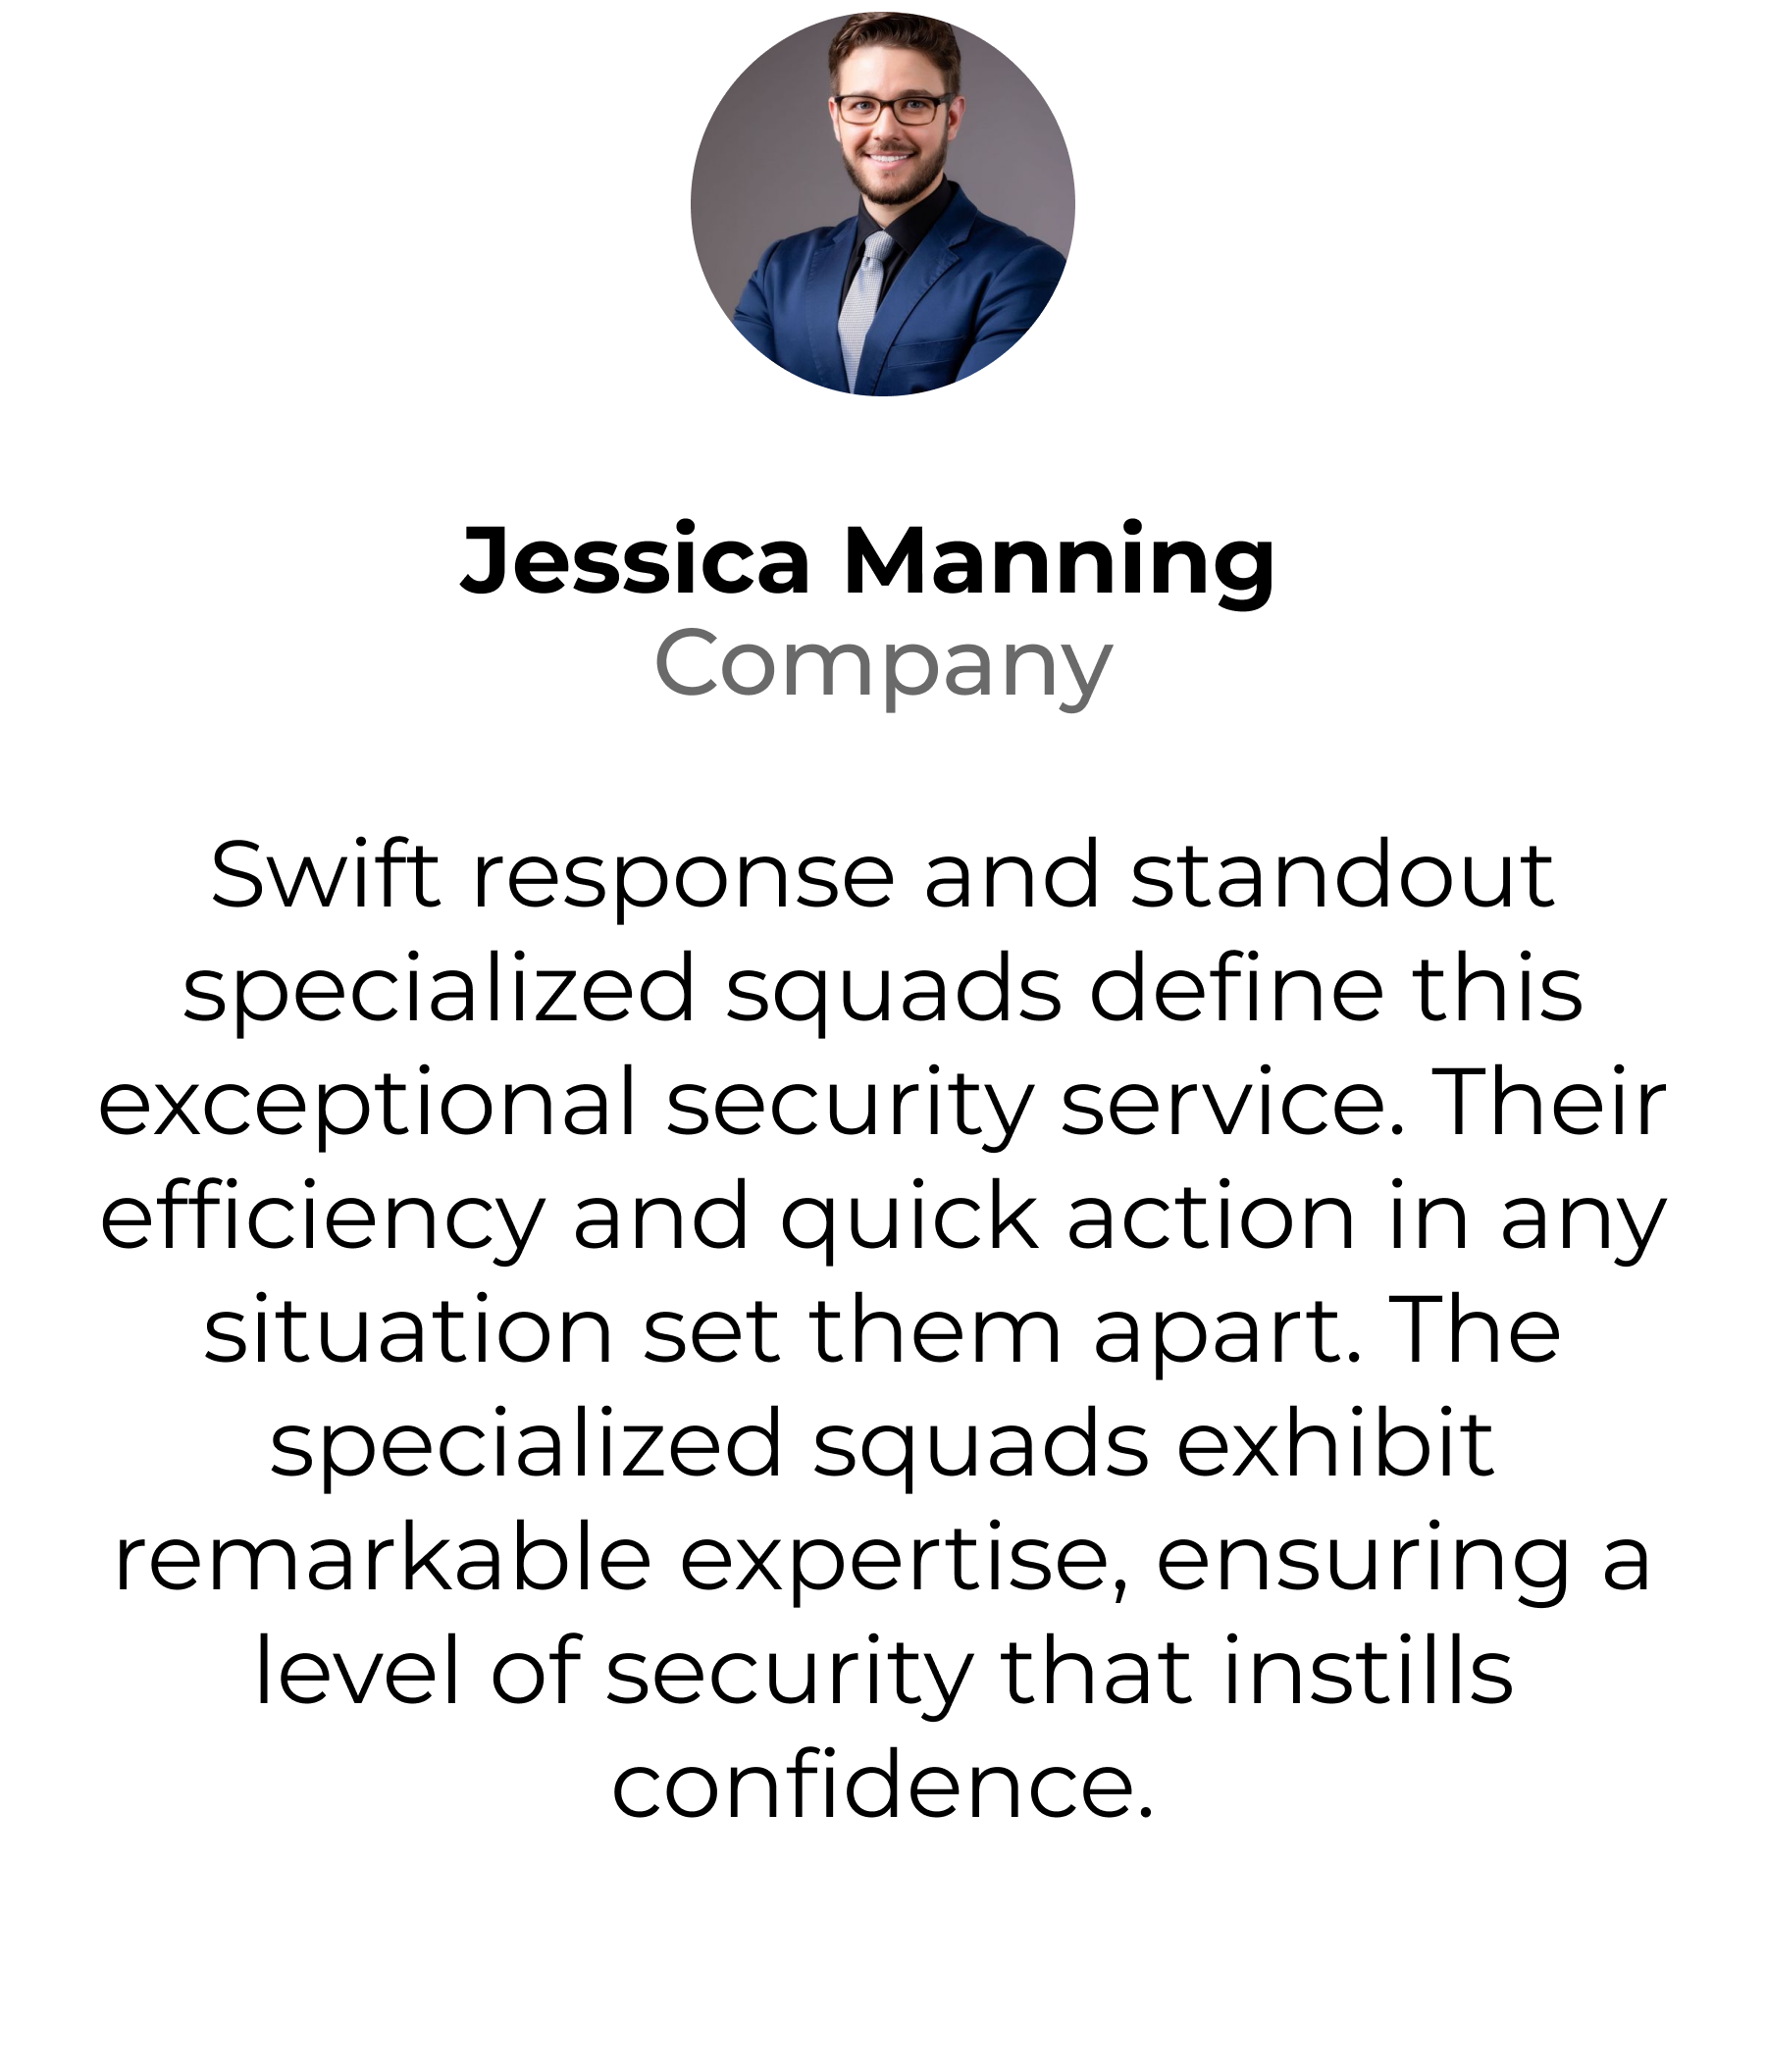 Jessica Manning
Company
Swift response and standout
specialized squads define this
exceptional security service. Their
efficiency and quick action in any
situation set them apart. The
specialized squads exhibit
remarkable expertise, ensuring a
level of security that instills
confidence.